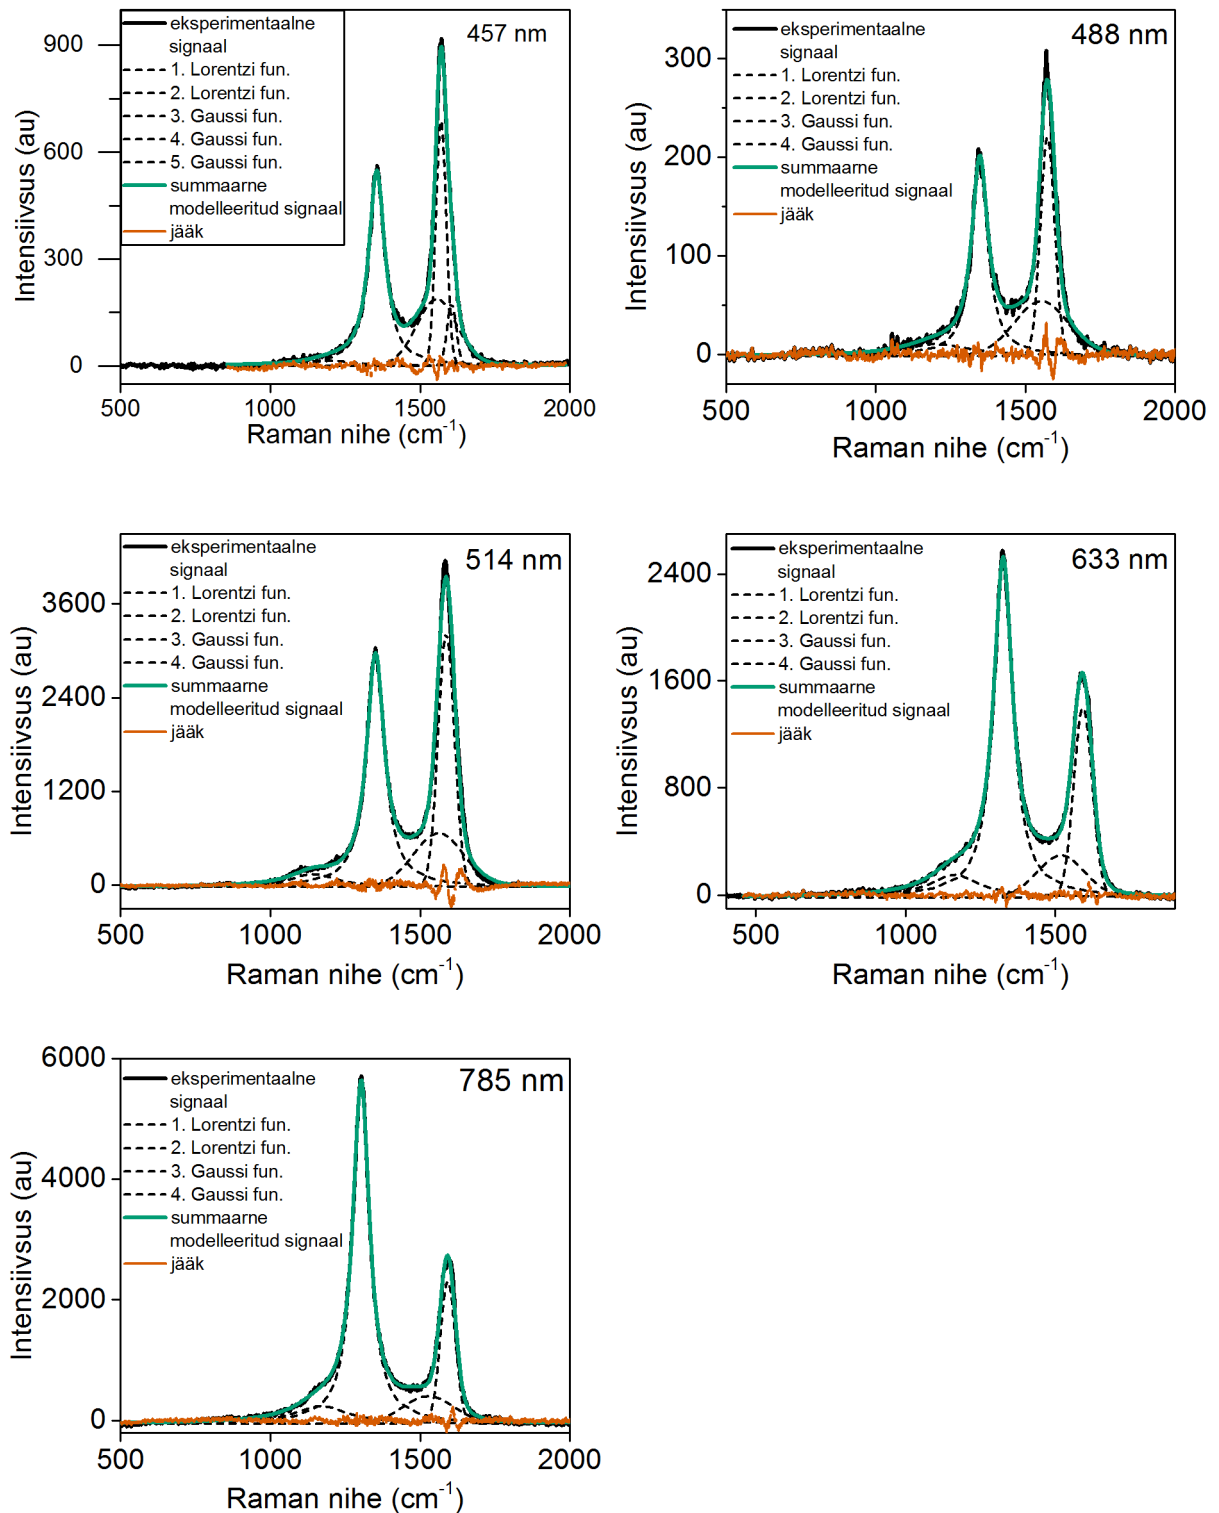 457 nm
eksperimentaalne
signaal
1. Lorentzi fun.
2. Lorentzi fun.
3. Gaussi fun.
4. Gaussi fun.
5. Gaussi fun.
summaarne
modelleeritud signaal
jääk
900
600
300
0
500 1000 1500 2000
Intensiivsus (au)
Raman nihe (cm⁻¹)
488 nm
eksperimentaalne
signaal
1. Lorentzi fun.
2. Lorentzi fun.
3. Gaussi fun.
4. Gaussi fun.
summaarne
modelleeritud signaal
jääk
300
200
100
0
500 1000 1500 2000
Intensiivsus (au)
Raman nihe (cm⁻¹)
514 nm
eksperimentaalne
signaal
1. Lorentzi fun.
2. Lorentzi fun.
3. Gaussi fun.
4. Gaussi fun.
summaarne
modelleeritud signaal
jääk
3600
2400
1200
0
500 1000 1500 2000
Intensiivsus (au)
Raman nihe (cm⁻¹)
633 nm
eksperimentaalne
signaal
1. Lorentzi fun.
2. Lorentzi fun.
3. Gaussi fun.
4. Gaussi fun.
summaarne
modelleeritud signaal
jääk
2400
1600
800
0
500 1000 1500
Intensiivsus (au)
Raman nihe (cm⁻¹)
785 nm
eksperimentaalne
signaal
1. Lorentzi fun.
2. Lorentzi fun.
3. Gaussi fun.
4. Gaussi fun.
summaarne
modelleeritud signaal
jääk
6000
4000
2000
0
500 1000 1500 2000
Intensiivsus (au)
Raman nihe (cm⁻¹)